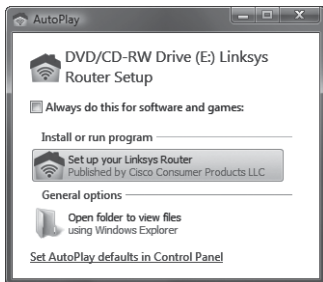 AutoPlay
DVD/CD-RW Drive (E:) Linksys
Router Setup
Always do this for software and games:
Install or run program
Set up your Linksys Router
Published by Cisco Consumer Products LLC
General options
Open folder to view files
using Windows Explorer
Set AutoPlay defaults in Control Panel